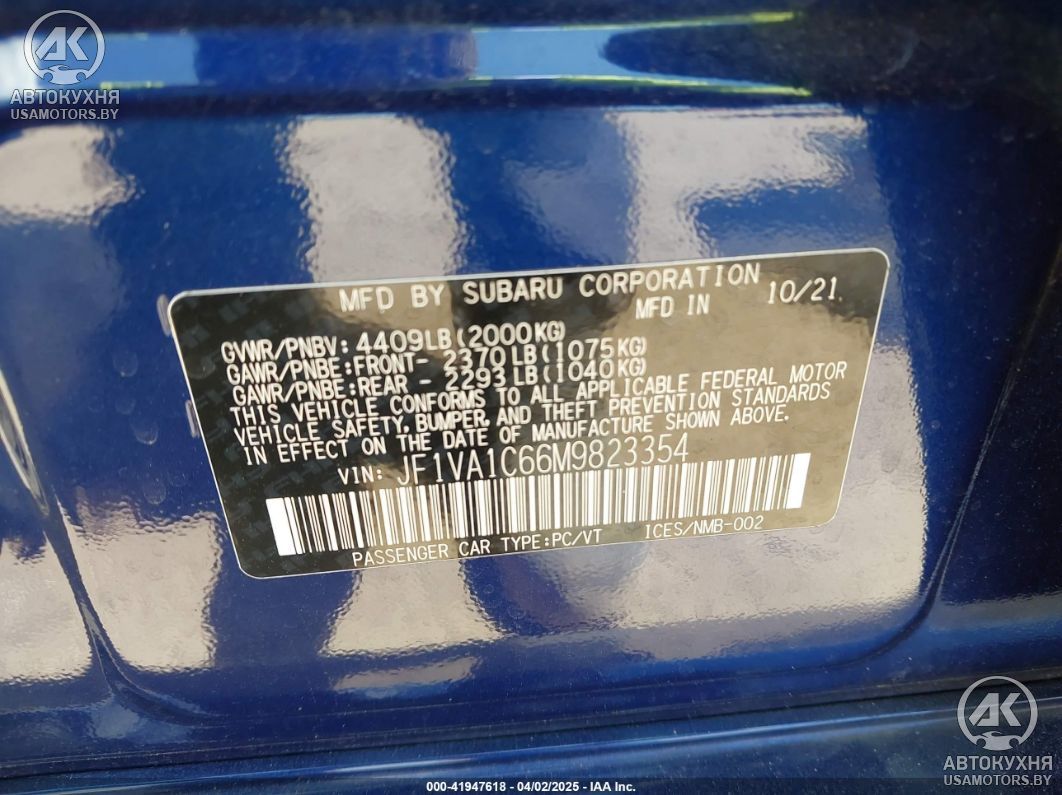 AK
АВТОКУХНЯ
USAMOTORS.BY
MFD BY SUBARU CORPORATION
MFD IN 10/21
GVWR/PNBV: 4409LB(2000KG)
GAWR/PNBE:FRONT- 2370LB(1075KG)
GAWR/PNBE:REAR - 2293LB(1040KG)
THIS VEHICLE CONFORMS TO ALL APPLICABLE FEDERAL MOTOR
VEHICLE SAFETY, BUMPER, AND THEFT PREVENTION STANDARDS
IN EFFECT ON THE DATE OF MANUFACTURE SHOWN ABOVE.
VIN: JF1VA1C66M9823354
PASSENGER CAR TYPE:PC/VT ICES/NMB-002
AK
АВТОКУХНЯ
USAMOTORS.BY
000-41947618 - 04/02/2025 - IAA Inc.